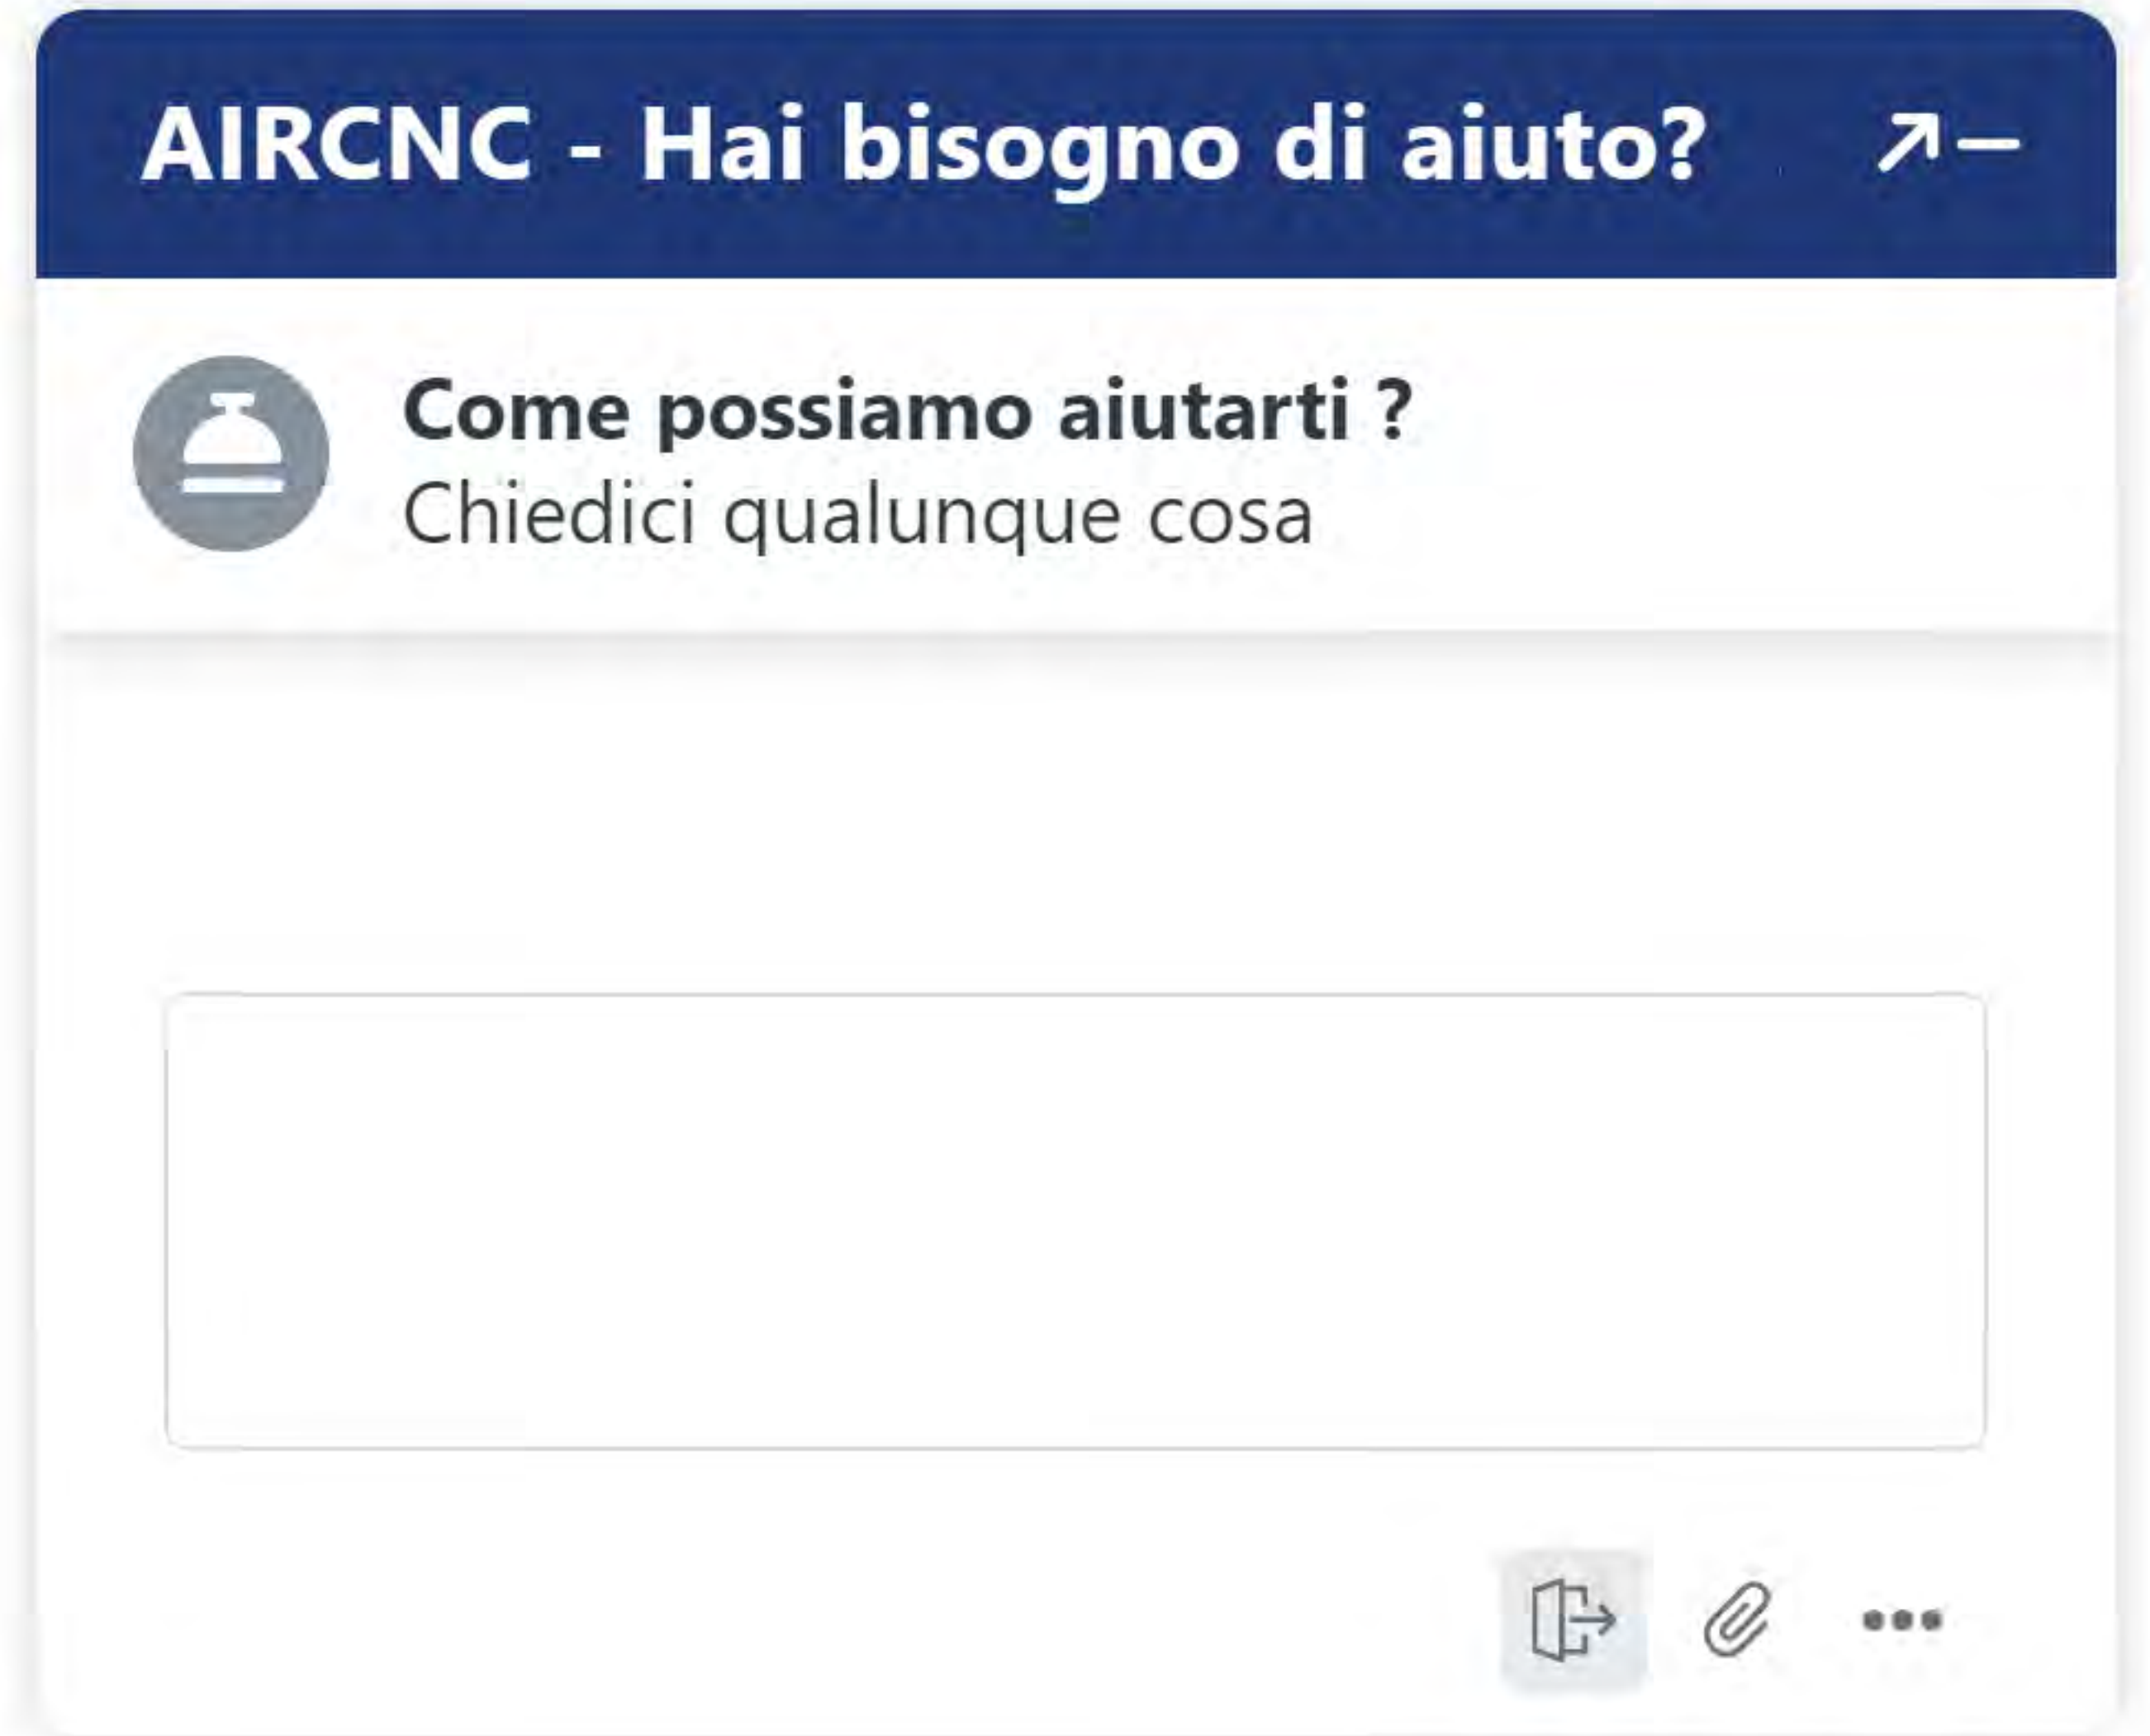 AIRCNC - Hai bisogno di aiuto?
Come possiamo aiutarti ?
Chiedici qualunque cosa